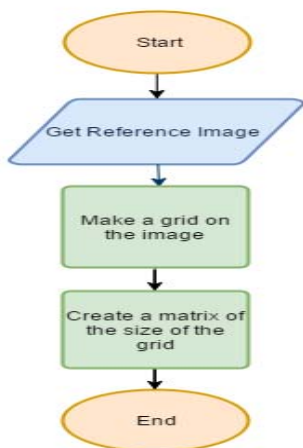 Start
Get Reference Image
Make a grid on
the image
Create a matrix of
the size of the
grid
End